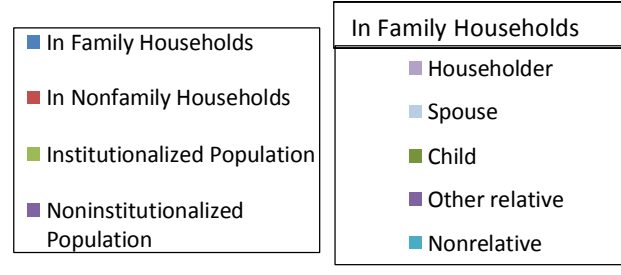 In Family Households
In Nonfamily Households
Institutionalized Population
Noninstitutionalized
Population
In Family Households
Householder
Spouse
Child
Other relative
Nonrelative